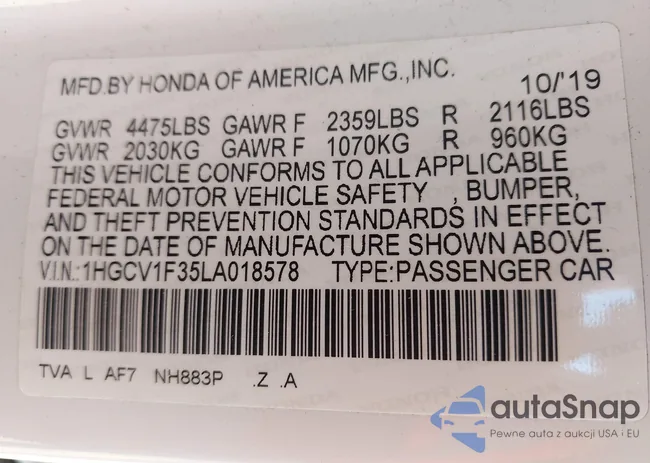 MFD.BY HONDA OF AMERICA MFG.,INC. 10/'19
GVWR 4475LBS GAWR F 2359LBS R 2116LBS
GVWR 2030KG GAWR F 1070KG R 960KG
THIS VEHICLE CONFORMS TO ALL APPLICABLE
FEDERAL MOTOR VEHICLE SAFETY , BUMPER,
AND THEFT PREVENTION STANDARDS IN EFFECT
ON THE DATE OF MANUFACTURE SHOWN ABOVE.
V.I.N.:1HGCV1F35LA018578 TYPE:PASSENGER CAR
TVA L AF7 NH883P .Z .A
autaSnap
Pewne auta z aukcji USA i EU